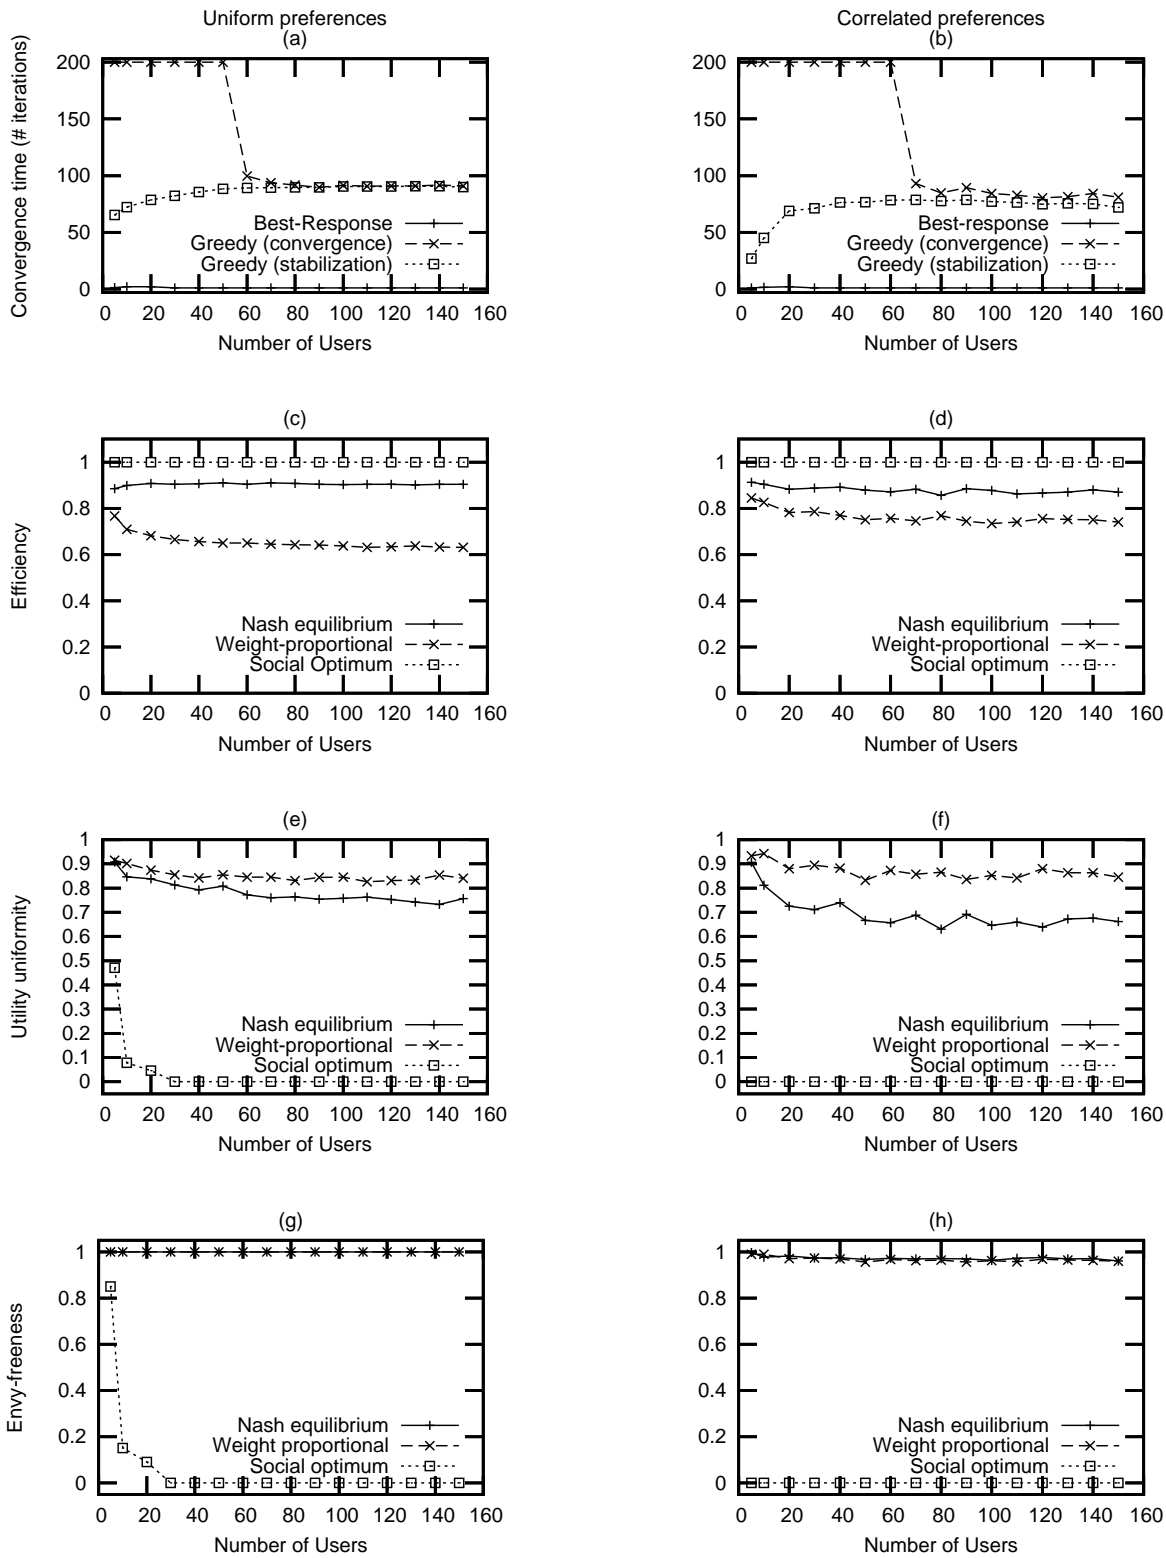 Uniform preferences
(a)
Convergence time (# iterations)
200
150
100
50
0
Best-Response
Greedy (convergence)
Greedy (stabilization)
0 20 40 60 80 100 120 140 160
Number of Users
Correlated preferences
(b)
200
150
100
50
0
Best-response
Greedy (convergence)
Greedy (stabilization)
0 20 40 60 80 100 120 140 160
Number of Users
(c)
Efficiency
1
0.8
0.6
0.4
0.2
0
Nash equilibrium
Weight-proportional
Social Optimum
0 20 40 60 80 100 120 140 160
Number of Users
(d)
1
0.8
0.6
0.4
0.2
0
Nash equilibrium
Weight-proportional
Social optimum
0 20 40 60 80 100 120 140 160
Number of Users
(e)
Utility uniformity
1
0.9
0.8
0.7
0.6
0.5
0.4
0.3
0.2
0.1
0
Nash equilibrium
Weight-proportional
Social optimum
0 20 40 60 80 100 120 140 160
Number of Users
(f)
1
0.9
0.8
0.7
0.6
0.5
0.4
0.3
0.2
0.1
0
Nash equilibrium
Weight proportional
Social optimum
0 20 40 60 80 100 120 140 160
Number of Users
(g)
Envy-freeness
1
0.8
0.6
0.4
0.2
0
Nash equilibrium
Weight proportional
Social optimum
0 20 40 60 80 100 120 140 160
Number of Users
(h)
1
0.8
0.6
0.4
0.2
0
Nash equilibrium
Weight proportional
Social optimum
0 20 40 60 80 100 120 140 160
Number of Users